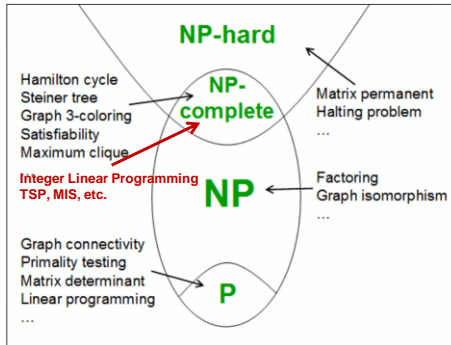 NP-hard
Hamilton cycle
Steiner tree
Graph 3-coloring
Satisfiability
Maximum clique
Integer Linear Programming
TSP, MIS, etc.
NP-
complete
Matrix permanent
Halting problem
...
NP
Factoring
Graph isomorphism
...
Graph connectivity
Primality testing
Matrix determinant
Linear programming
...
P